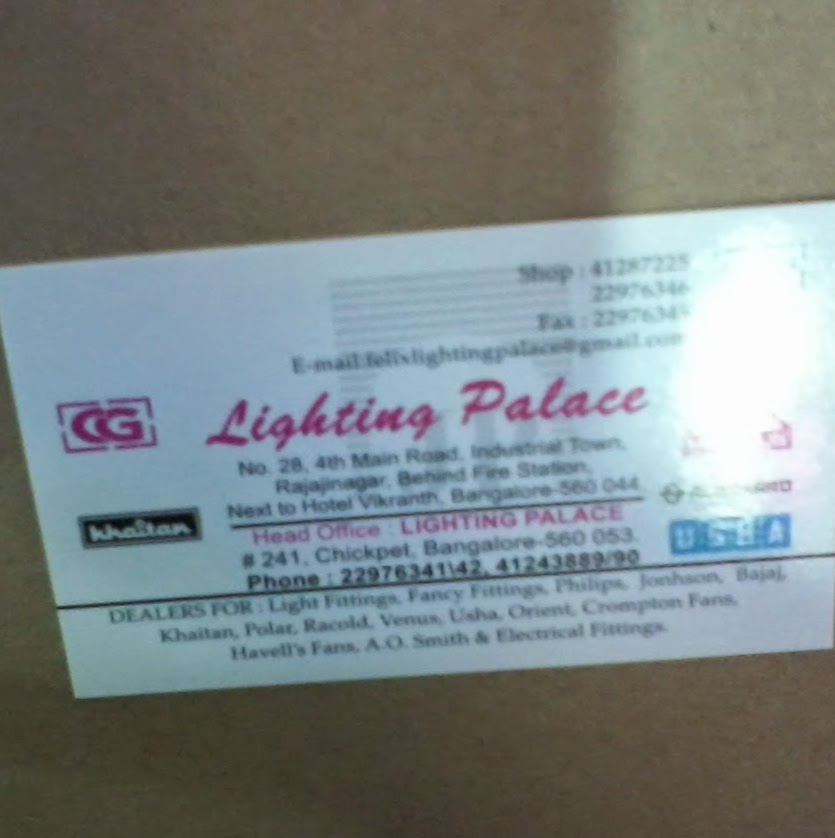 Shop : 41287225
22976346
Fax : 2297634
E-mail:felixlightingpalace@gmail.com
CG
Lighting Palace
No. 28, 4th Main Road, Industrial Town,
Rajajinagar, Behind Fire Station,
Next to Hotel Vikranth, Bangalore-560 044
khaitan
Head Office : LIGHTING PALACE
# 241, Chickpet, Bangalore-560 053.
Phone : 22976341\42, 41243889/90
USHA
DEALERS FOR : Light Fittings, Fancy Fittings, Philips, Jonhson, Bajaj,
Khaitan, Polar, Racold, Venus, Usha, Orient, Crompton Fans,
Havell's Fans, A.O. Smith & Electrical Fittings.